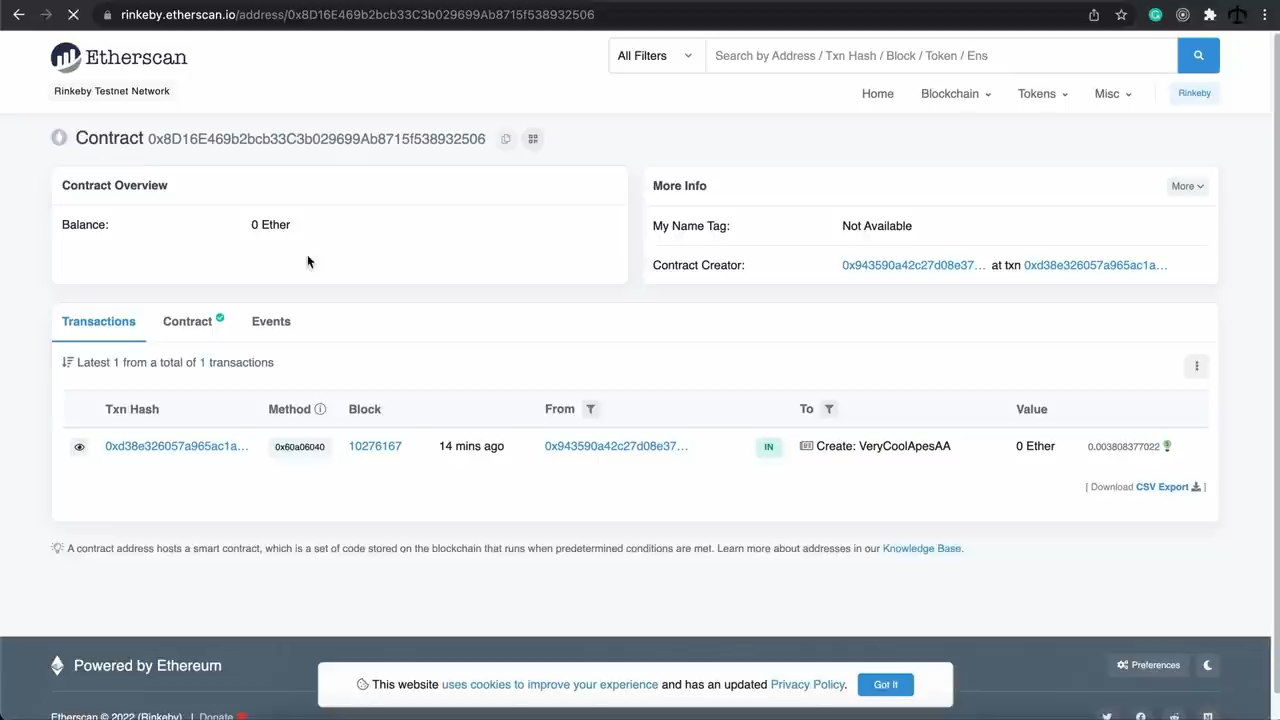 rinkeby.etherscan.io/address/0x8D16E469b2bcb33C3b029699Ab8715f538932506
Etherscan
All Filters
Search by Address / Txn Hash / Block / Token / Ens
Rinkeby Testnet Network
Home Blockchain Tokens Misc Rinkeby
Contract 0x8D16E469b2bcb33C3b029699Ab8715f538932506
Contract Overview
Balance: 0 Ether
More Info More
My Name Tag: Not Available
Contract Creator: 0x943590a42c27d08e37... at txn 0xd38e326057a965ac1a...
Transactions Contract Events
Latest 1 from a total of 1 transactions
Txn Hash Method Block From To Value
0xd38e326057a965ac1a... 0x60a06040 10276167 14 mins ago 0x943590a42c27d08e37... IN Create: VeryCoolApesAA 0 Ether 0.003808377022
[ Download CSV Export ]
A contract address hosts a smart contract, which is a set of code stored on the blockchain that runs when predetermined conditions are met. Learn more about addresses in our Knowledge Base.
Powered by Ethereum
Preferences
This website uses cookies to improve your experience and has an updated Privacy Policy.
Got It
Etherscan © 2022 (Rinkeby) | Donate